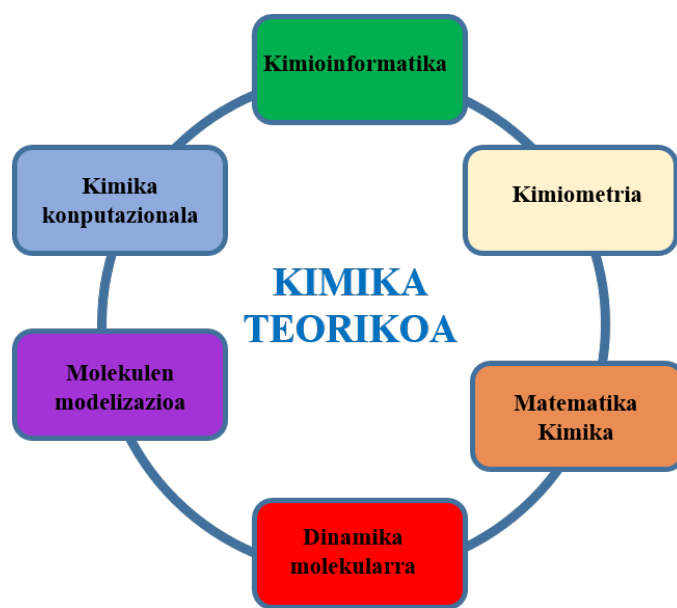 Kimioinformatika
Kimiometria
Matematika
Kimika
Dinamika
molekularra
Molekulen
modelizazioa
Kimika
konputazionala
KIMIKA
TEORIKOA